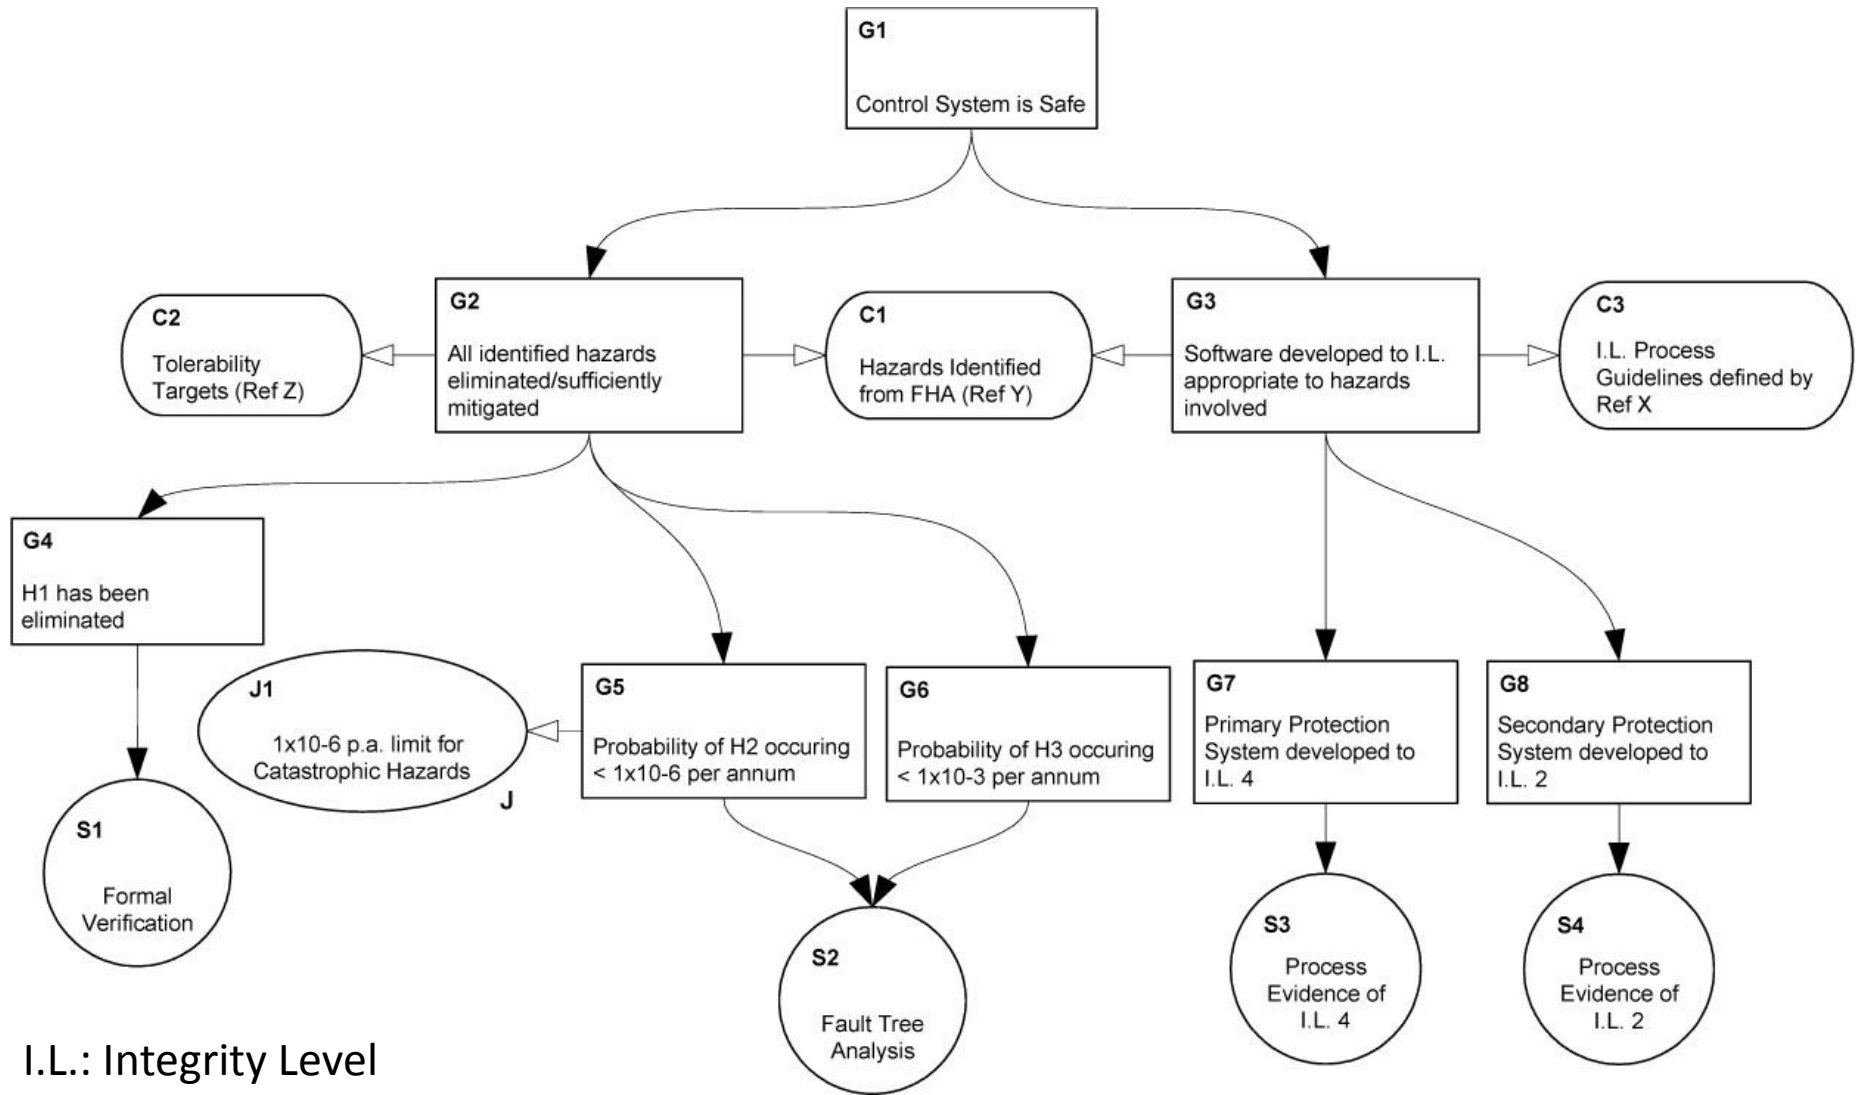 G1
Control System is Safe
C2
Tolerability
Targets (Ref Z)
G2
All identified hazards
eliminated/sufficiently
mitigated
C1
Hazards Identified
from FHA (Ref Y)
G3
Software developed to I.L.
appropriate to hazards
involved
C3
I.L. Process
Guidelines defined by
Ref X
G4
H1 has been
eliminated
J1
1x10-6 p.a. limit for
Catastrophic Hazards
J
G5
Probability of H2 occuring
< 1x10-6 per annum
G6
Probability of H3 occuring
< 1x10-3 per annum
G7
Primary Protection
System developed to
I.L. 4
G8
Secondary Protection
System developed to
I.L. 2
S1
Formal
Verification
S2
Fault Tree
Analysis
S3
Process
Evidence of
I.L. 4
S4
Process
Evidence of
I.L. 2
I.L.: Integrity Level